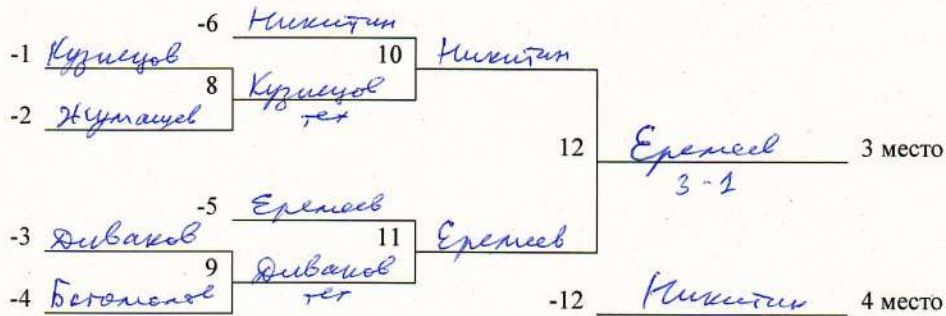 -6 Никитин
-1 Кузнецов
10 Никитин
8 Кузнецов
тех
-2 Жумащев
12 Еремеев 3 место
3-1
-5 Еремеев
-3 Диваков
11 Еремеев
9 Диваков
тех
-4 Богомолов
-12 Никитин 4 место